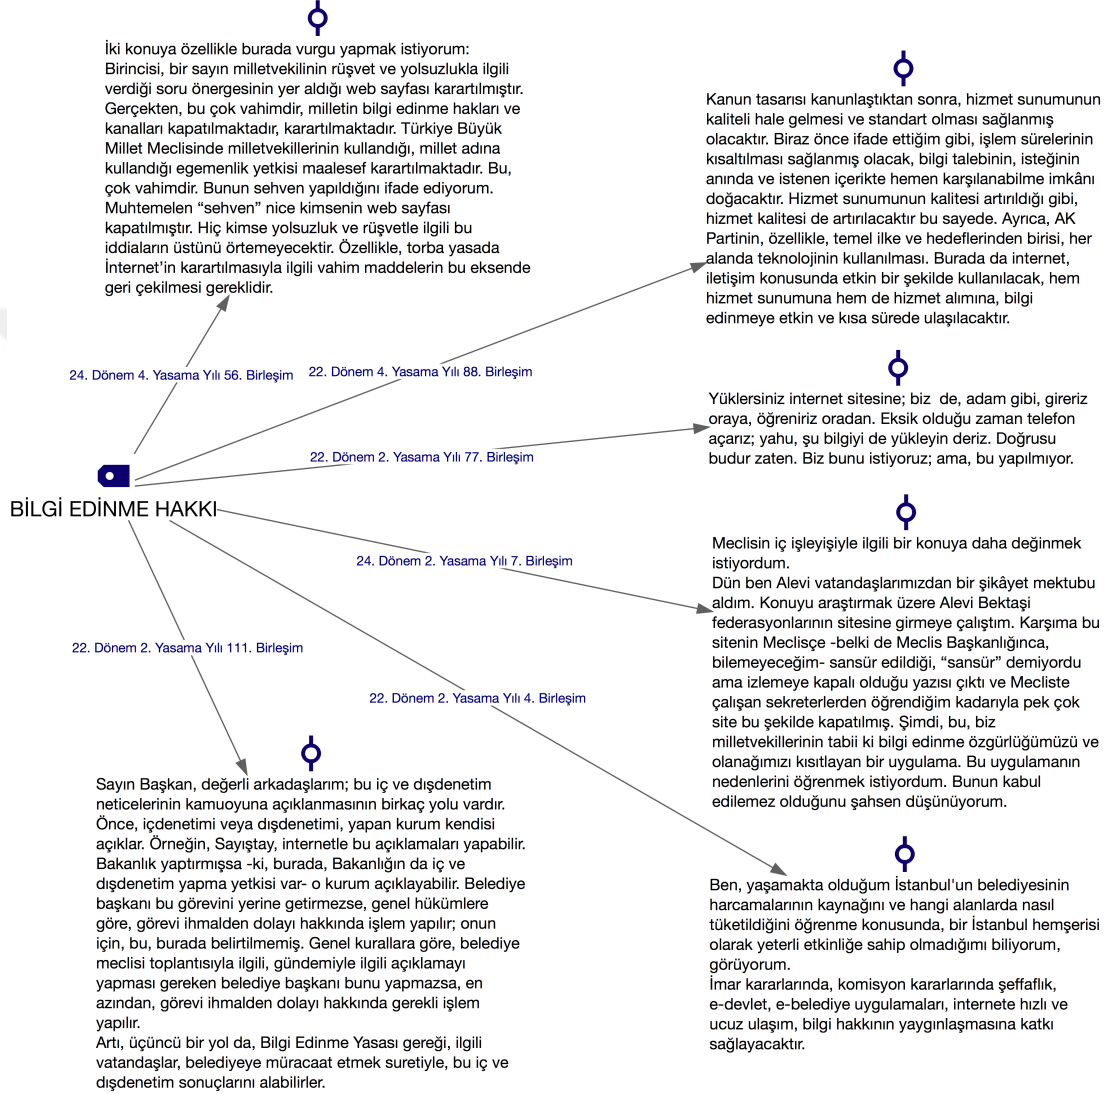 İki konuya özellikle burada vurgu yapmak istiyorum:
Birincisi, bir sayın milletvekilinin rüşvet ve yolsuzlukla ilgili
verdiği soru önergesinin yer aldığı web sayfası karartılmıştır.
Gerçekten, bu çok vahimdir, milletin bilgi edinme hakları ve
kanalları kapatılmaktadır, karartılmaktadır. Türkiye Büyük
Millet Meclisinde milletvekillerinin kullandığı, millet adına
kullandığı egemenlik yetkisi maalesef karartılmaktadır. Bu,
çok vahimdir. Bunun sehven yapıldığını ifade ediyorum.
Muhtemelen “sehven” nice kimsenin web sayfası
kapatılmıştır. Hiç kimse yolsuzluk ve rüşvetle ilgili bu
iddiaların üstünü örtemeyecektir. Özellikle, torba yasada
İnternet’in karartılmasıyla ilgili vahim maddelerin bu eksende
geri çekilmesi gereklidir.
Kanun tasarısı kanunlaştıktan sonra, hizmet sunumunun
kaliteli hale gelmesi ve standart olması sağlanmış
olacaktır. Biraz önce ifade ettiğim gibi, işlem sürelerinin
kısaltılması sağlanmış olacak, bilgi talebinin, isteğinin
anında ve istenen içerikte hemen karşılanabilme imkânı
doğacaktır. Hizmet sunumunun kalitesi artırıldığı gibi,
hizmet kalitesi de artırılacaktır bu sayede. Ayrıca, AK
Partinin, özellikle, temel ilke ve hedeflerinden birisi, her
alanda teknolojinin kullanılması. Burada da internet,
iletişim konusunda etkin bir şekilde kullanılacak, hem
hizmet sunumuna hem de hizmet alımına, bilgi
edinmeye etkin ve kısa sürede ulaşılacaktır.
24. Dönem 4. Yasama Yılı 56. Birleşim
22. Dönem 4. Yasama Yılı 88. Birleşim
Yüklersiniz internet sitesine; biz  de, adam gibi, gireriz
oraya, öğreniriz oradan. Eksik olduğu zaman telefon
açarız; yahu, şu bilgiyi de yükleyin deriz. Doğrusu
budur zaten. Biz bunu istiyoruz; ama, bu yapılmıyor.
22. Dönem 2. Yasama Yılı 77. Birleşim
BİLGİ EDİNME HAKKI
24. Dönem 2. Yasama Yılı 7. Birleşim
Meclisin iç işleyişiyle ilgili bir konuya daha değinmek
istiyordum.
Dün ben Alevi vatandaşlarımızdan bir şikâyet mektubu
aldım. Konuyu araştırmak üzere Alevi Bektaşi
federasyonlarının sitesine girmeye çalıştım. Karşıma bu
sitenin Meclisçe -belki de Meclis Başkanlığınca,
bilemeyeceğim- sansür edildiği, “sansür” demiyordu
ama izlemeye kapalı olduğu yazısı çıktı ve Mecliste
çalışan sekreterlerden öğrendiğim kadarıyla pek çok
site bu şekilde kapatılmış. Şimdi, bu, biz
milletvekillerinin tabii ki bilgi edinme özgürlüğümüzü ve
olanağımızı kısıtlayan bir uygulama. Bu uygulamanın
nedenlerini öğrenmek istiyordum. Bunun kabul
edilemez olduğunu şahsen düşünüyorum.
22. Dönem 2. Yasama Yılı 111. Birleşim
22. Dönem 2. Yasama Yılı 4. Birleşim
Sayın Başkan, değerli arkadaşlarım; bu iç ve dışdenetim
neticelerinin kamuoyuna açıklanmasının birkaç yolu vardır.
Önce, içdenetimi veya dışdenetimi, yapan kurum kendisi
açıklar. Örneğin, Sayıştay, internetle bu açıklamaları yapabilir.
Bakanlık yaptırmışsa -ki, burada, Bakanlığın da iç ve
dışdenetim yapma yetkisi var- o kurum açıklayabilir. Belediye
başkanı bu görevini yerine getirmezse, genel hükümlere
göre, görevi ihmalden dolayı hakkında işlem yapılır; onun
için, bu, burada belirtilmemiş. Genel kurallara göre, belediye
meclisi toplantısıyla ilgili, gündemiyle ilgili açıklamayı
yapması gereken belediye başkanı bunu yapmazsa, en
azından, görevi ihmalden dolayı hakkında gerekli işlem
yapılır.
Artı, üçüncü bir yol da, Bilgi Edinme Yasası gereği, ilgili
vatandaşlar, belediyeye müracaat etmek suretiyle, bu iç ve
dışdenetim sonuçlarını alabilirler.
Ben, yaşamakta olduğum İstanbul'un belediyesinin
harcamalarının kaynağını ve hangi alanlarda nasıl
tüketildiğini öğrenme konusunda, bir İstanbul hemşerisi
olarak yeterli etkinliğe sahip olmadığımı biliyorum,
görüyorum.
İmar kararlarında, komisyon kararlarında şeffaflık,
e-devlet, e-belediye uygulamaları, internete hızlı ve
ucuz ulaşım, bilgi hakkının yaygınlaşmasına katkı
sağlayacaktır.